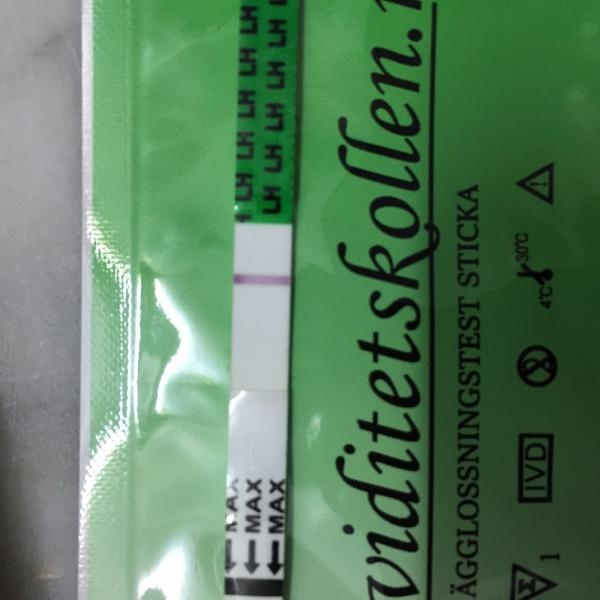 LH LH LH LH LH
LH LH LH LH LH LH
MAX
MAX
viditetskollen.
ÄGGLOSSNINGSTEST STICKA
4°C
30°C
IVD
1